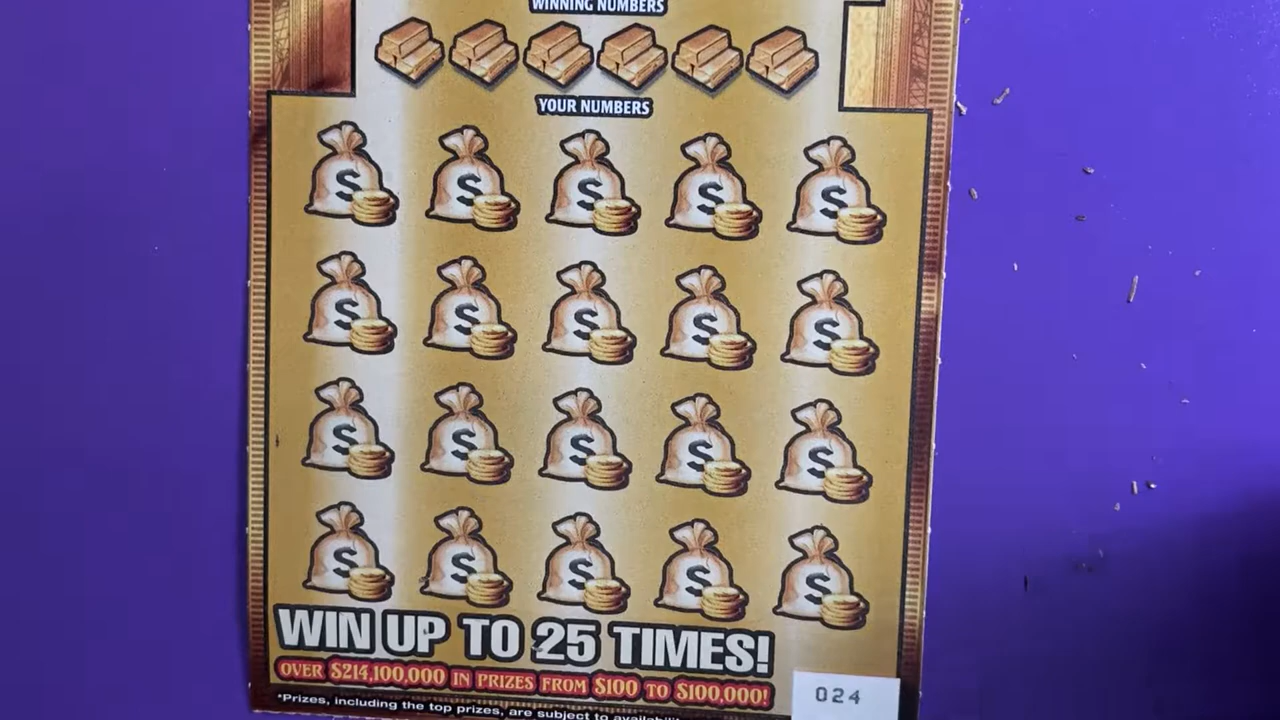 WINNING NUMBERS
YOUR NUMBERS
$ $ $ $ $
$ $ $ $ $
$ $ $ $ $
$ $ $ $ $
WIN UP TO 25 TIMES!
OVER $214,100,000 IN PRIZES FROM $100 TO $100,000!
024
*Prizes, including the top prizes, are subject to